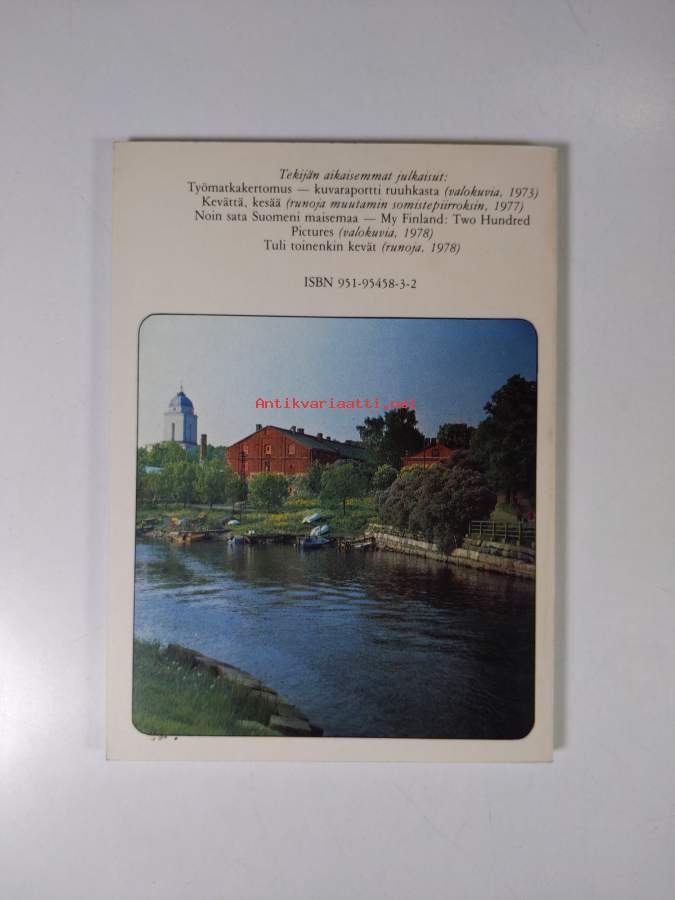 Tekijän aikaisemmat julkaisut:
Työmatkakertomus — kuvaraportti ruuhkasta (valokuvia, 1973)
Kevättä, kesää (runoja muutamin somistepiirroksin, 1977)
Noin sata Suomeni maisemaa — My Finland: Two Hundred
Pictures (valokuvia, 1978)
Tuli toinenkin kevät (runoja, 1978)
ISBN 951-95458-3-2
Antikvariaatti.net